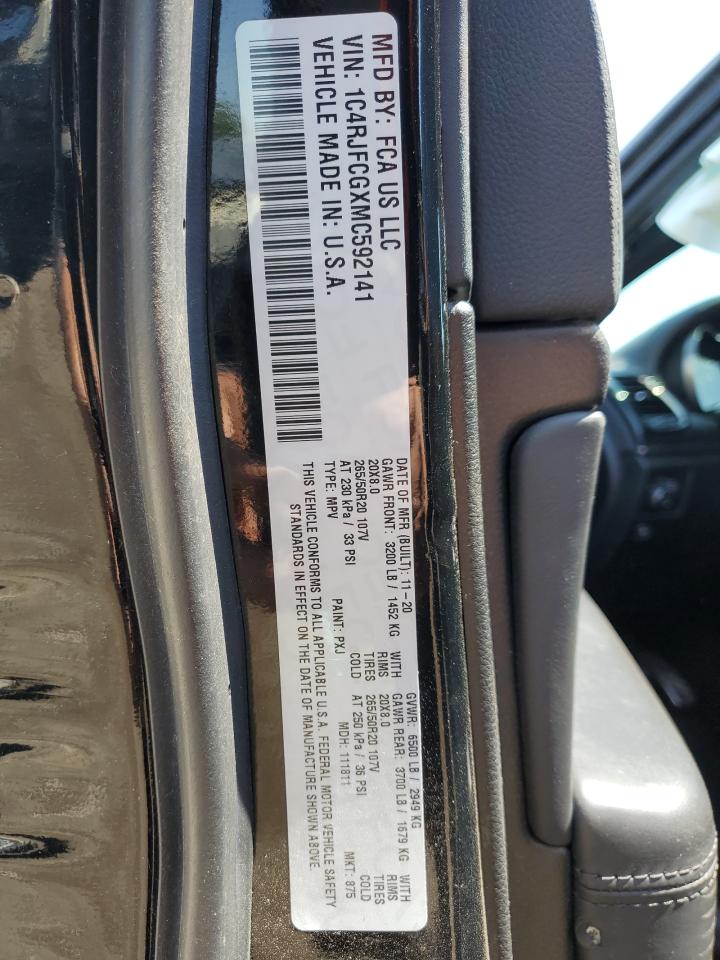 MFD BY: FCA US LLC
VIN: 1C4RJFCGXMC592141
VEHICLE MADE IN: U.S.A.
DATE OF MFR (BUILT): 11-20 GVWR: 6500 LB / 2949 KG
GAWR FRONT: 3200 LB / 1452 KG WITH GAWR REAR: 3700 LB / 1679 KG WITH
20X8.0 RIMS 20X8.0 RIMS
265/50R20 107V TIRES 265/50R20 107V TIRES
AT 230 kPa / 33 PSI COLD AT 250 kPa / 36 PSI COLD
TYPE: MPV PAINT: PXJ MDH: 111811 MKT: 875
THIS VEHICLE CONFORMS TO ALL APPLICABLE U.S.A. FEDERAL MOTOR VEHICLE SAFETY
STANDARDS IN EFFECT ON THE DATE OF MANUFACTURE SHOWN ABOVE.